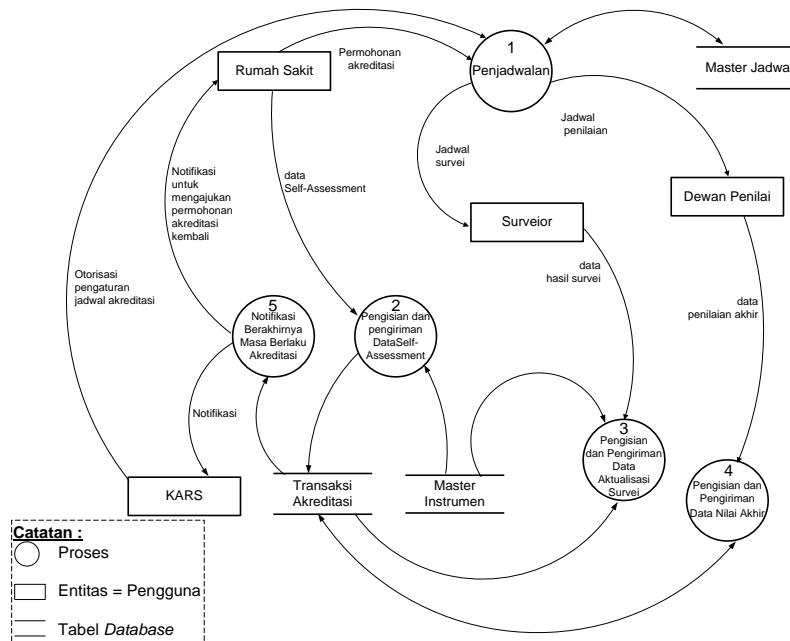 1
Penjadwalan
Permohonan
akreditasi
Rumah Sakit
Master Jadwal
Jadwal
penilaian
Jadwal
survei
data
Self-Assessment
Notifikasi
untuk
mengajukan
permohonan
akreditasi
kembali
Dewan Penilai
Surveior
data
hasil survei
Otorisasi
pengaturan
jadwal akreditasi
5
Notifikasi
Berakhirnya
Masa Berlaku
Akreditasi
2
Pengisian dan
pengiriman
DataSelf-
Assessment
data
penilaian akhir
Notifikasi
3
Pengisian
dan Pengiriman
Data
Aktualisasi
Survei
4
Pengisian dan
Pengiriman
Data Nilai Akhir
KARS
Transaksi
Akreditasi
Master
Instrumen
Catatan :
Proses
Entitas = Pengguna
Tabel Database